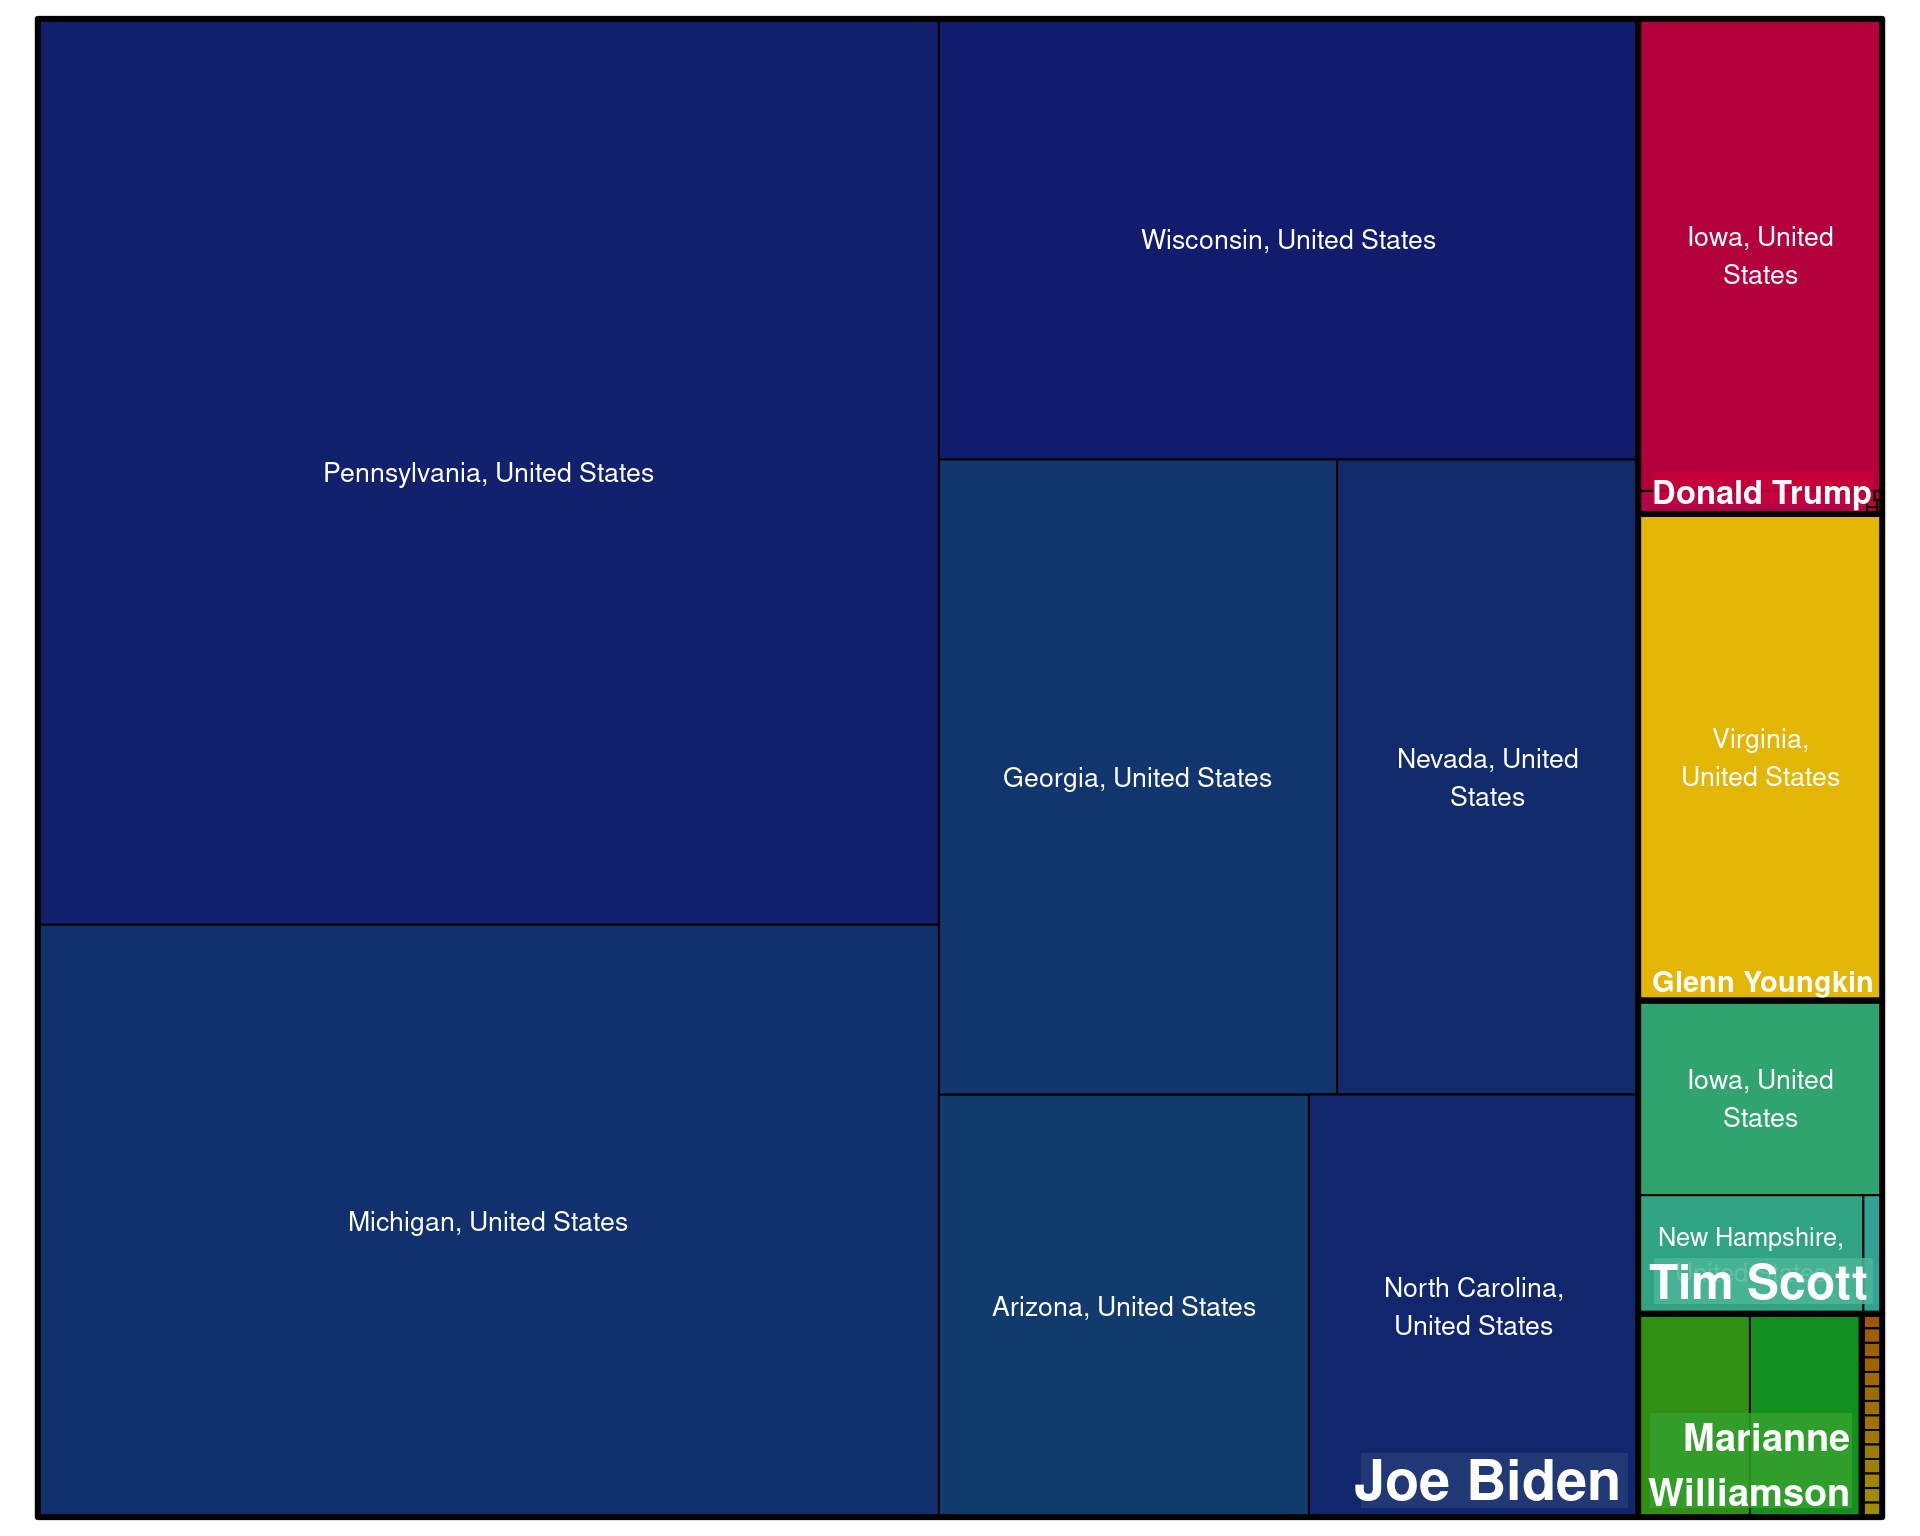 Pennsylvania, United States
Michigan, United States
Wisconsin, United States
Georgia, United States
Nevada, United
States
Arizona, United States
North Carolina,
United States
Joe Biden
Iowa, United
States
Donald Trump
Virginia,
United States
Glenn Youngkin
Iowa, United
States
New Hampshire,
Tim Scott
Marianne
Williamson